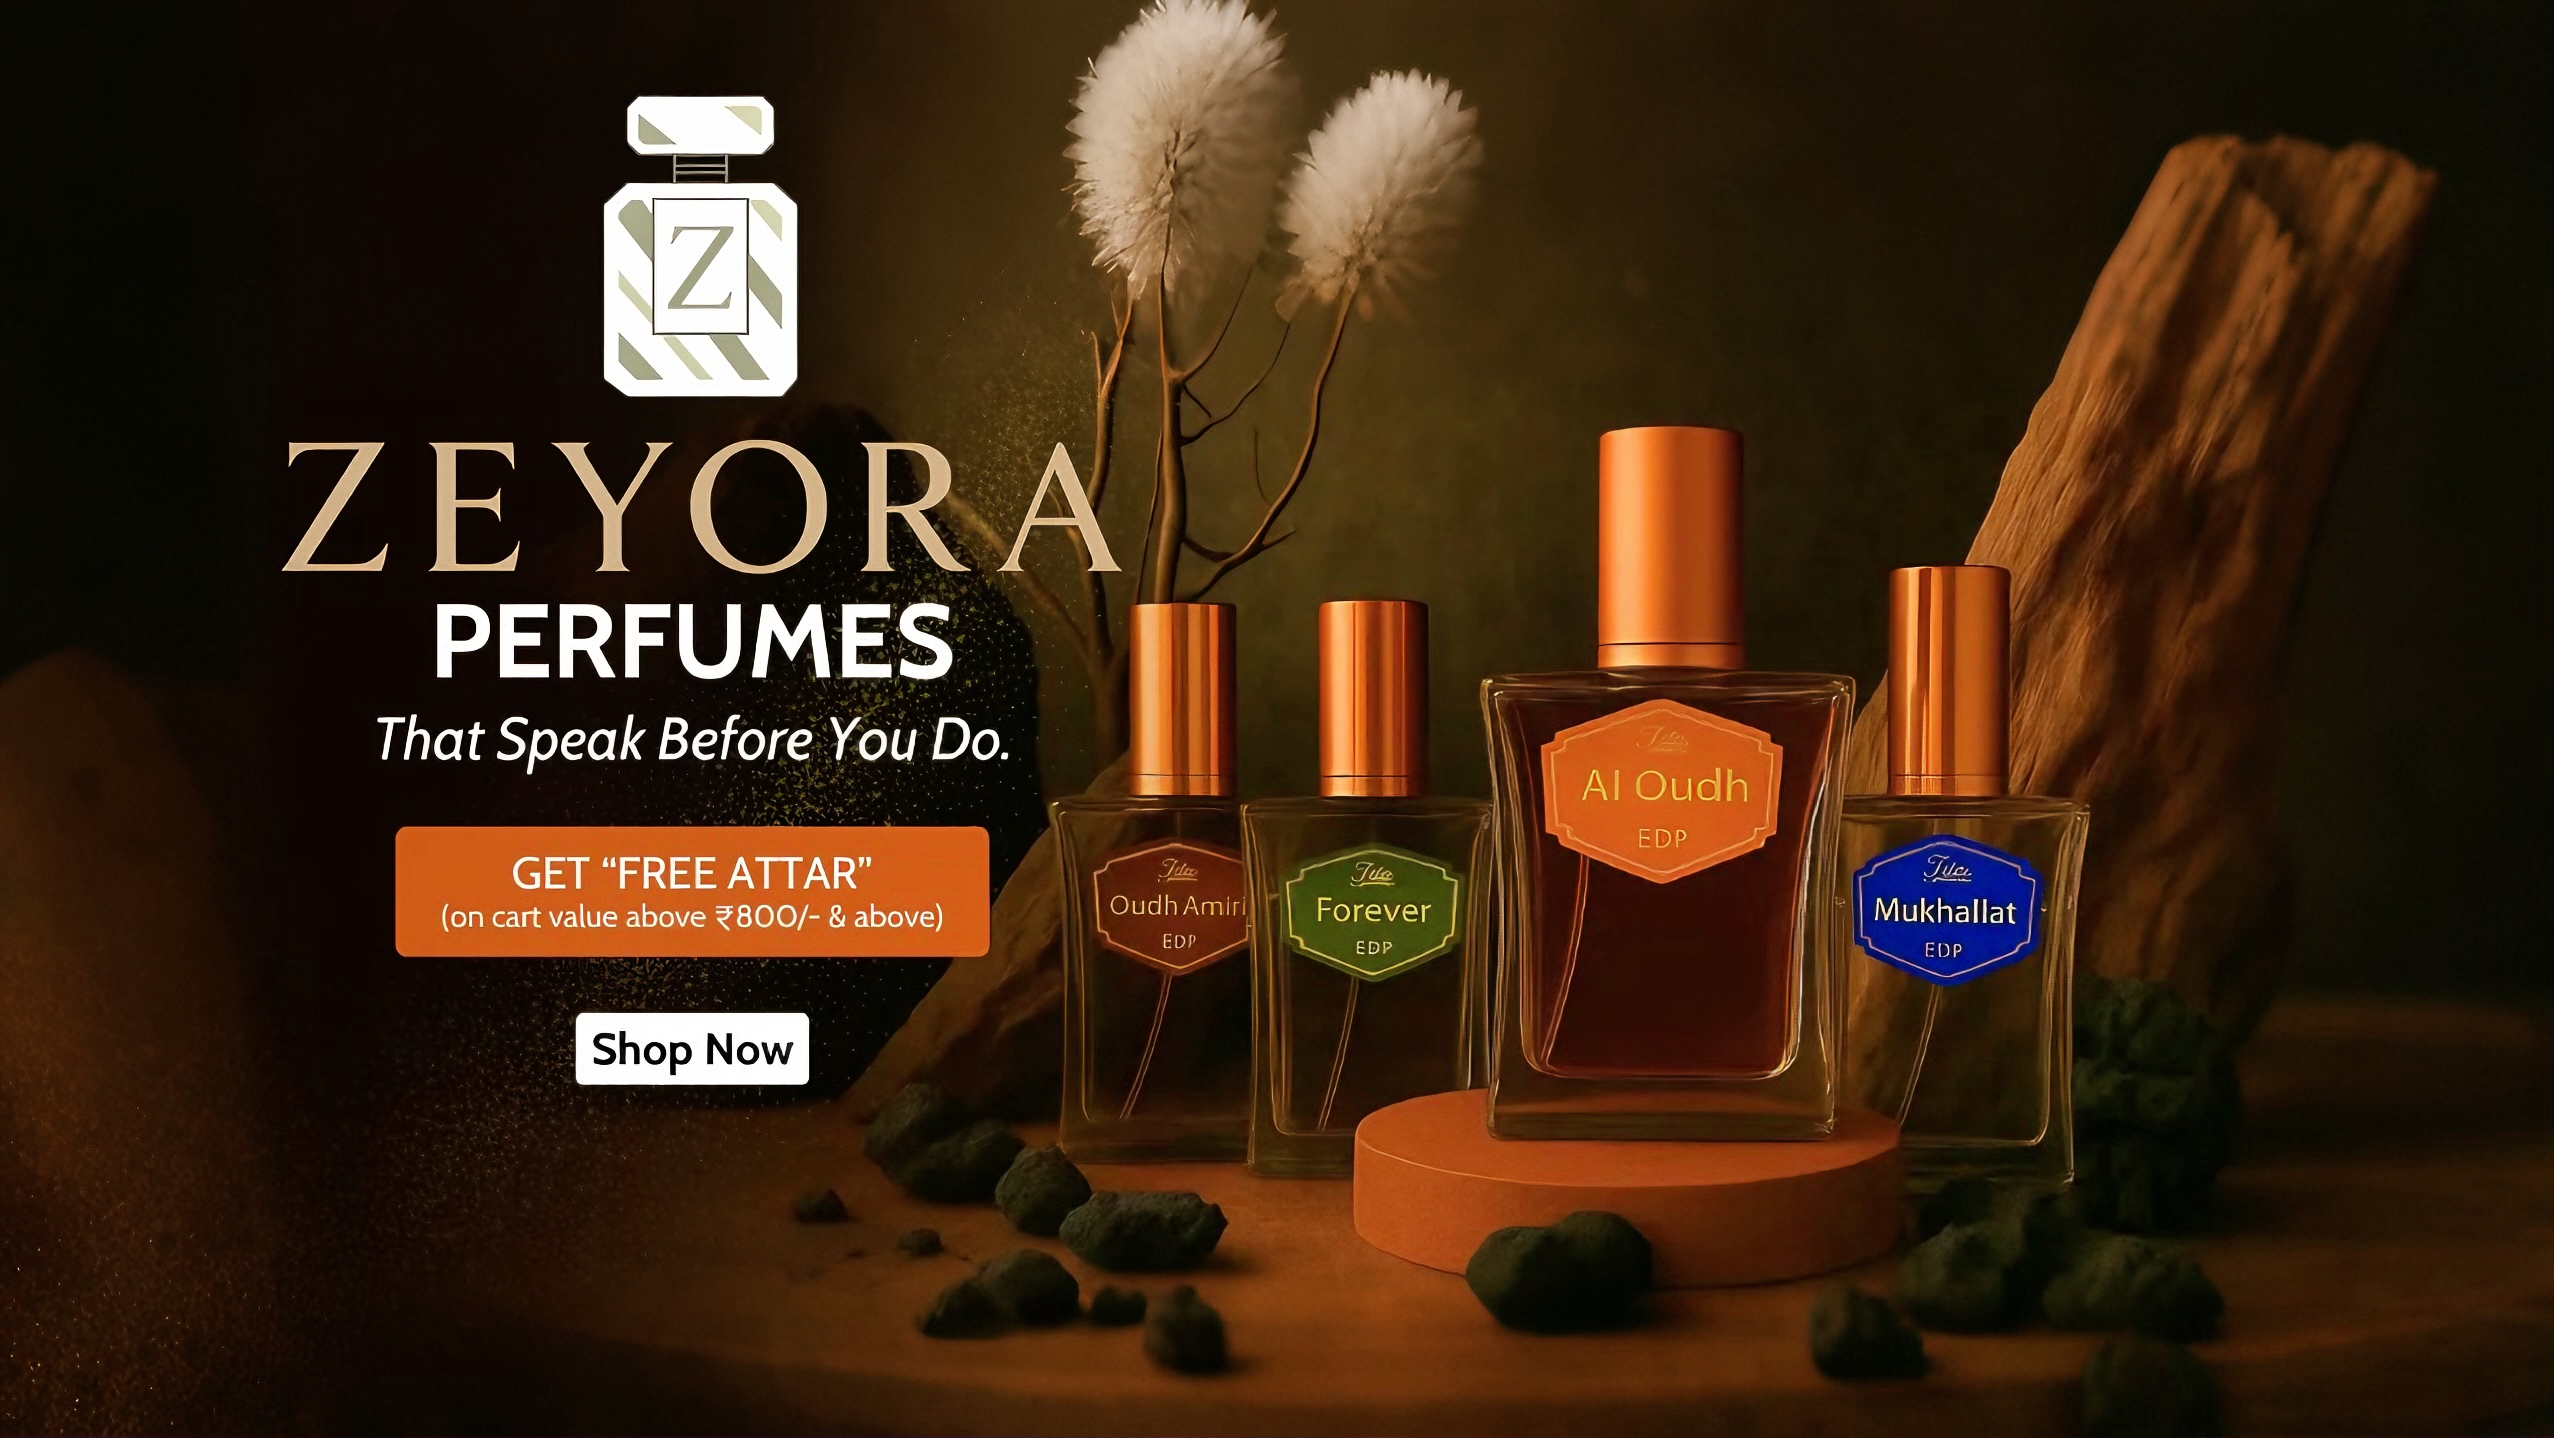 Z
ZEYORA
PERFUMES
That Speak Before You Do.
GET “FREE ATTAR”
(on cart value above ₹800/- & above)
Shop Now
Oudh Amiri
EDP
Forever
EDP
Al Oudh
EDP
Mukhallat
EDP